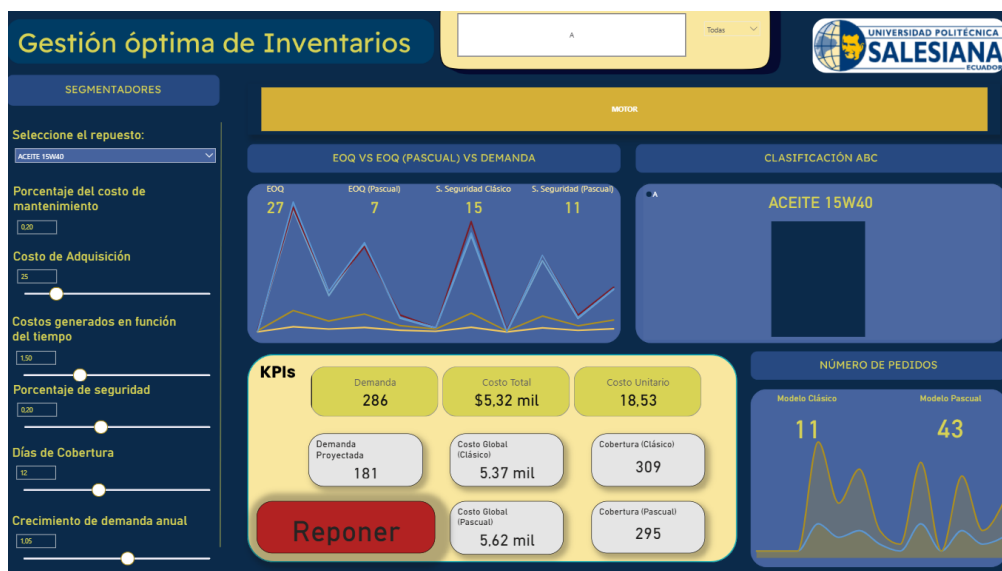 Gestión óptima de Inventarios
A
Todas
UNIVERSIDAD POLITÉCNICA
SALESIANA
ECUADOR
SEGMENTADORES
MOTOR
Seleccione el repuesto:
ACEITE 15W40
Porcentaje del costo de
mantenimiento
0,20
Costo de Adquisición
25
Costos generados en función
del tiempo
1,50
Porcentaje de seguridad
0,20
Días de Cobertura
12
Crecimiento de demanda anual
1,05
EOQ VS EOQ (PASCUAL) VS DEMANDA
EOQ
27
EOQ (Pascual)
7
S. Seguridad Clásico
15
S. Seguridad (Pascual)
11
CLASIFICACIÓN ABC
A
ACEITE 15W40
KPIs
Demanda
286
Costo Total
$5,32 mil
Costo Unitario
18,53
Demanda
Proyectada
181
Costo Global
(Clásico)
5.37 mil
Cobertura (Clásico)
309
Reponer
Costo Global
(Pascual)
5,62 mil
Cobertura (Pascual)
295
NÚMERO DE PEDIDOS
Modelo Clásico
11
Modelo Pascual
43